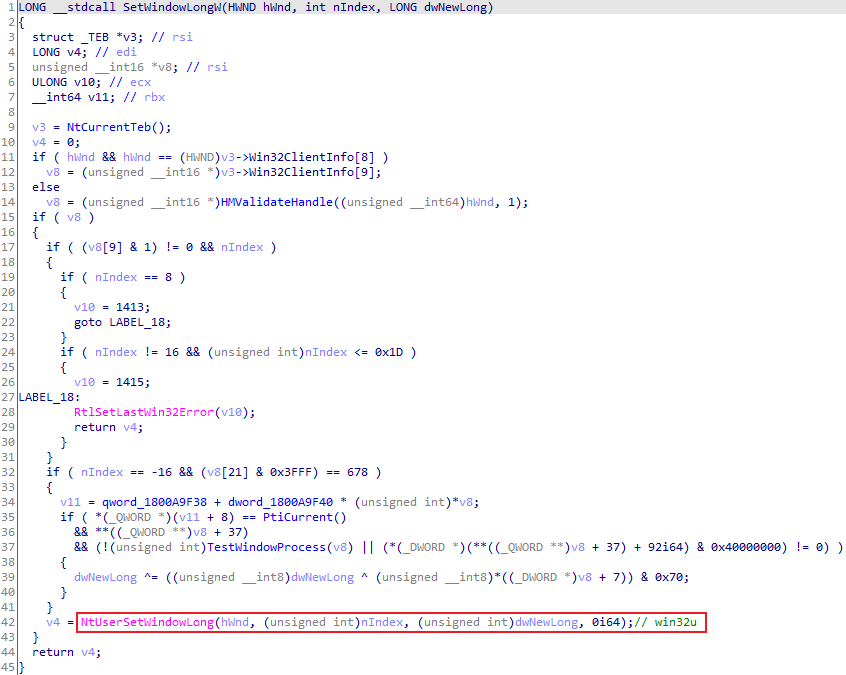 1 LONG __stdcall SetWindowLongW(HWND hWnd, int nIndex, LONG dwNewLong)
2 {
3   struct _TEB *v3; // rsi
4   LONG v4; // edi
5   unsigned __int16 *v8; // rsi
6   ULONG v10; // ecx
7   __int64 v11; // rbx
8
9   v3 = NtCurrentTeb();
10   v4 = 0;
11   if ( hWnd && hWnd == (HWND)v3->Win32ClientInfo[8] )
12     v8 = (unsigned __int16 *)v3->Win32ClientInfo[9];
13   else
14     v8 = (unsigned __int16 *)HMValidateHandle((unsigned __int64)hWnd, 1);
15   if ( v8 )
16   {
17     if ( (v8[9] & 1) != 0 && nIndex )
18     {
19       if ( nIndex == 8 )
20       {
21         v10 = 1413;
22         goto LABEL_18;
23       }
24       if ( nIndex != 16 && (unsigned int)nIndex <= 0x1D )
25       {
26         v10 = 1415;
27 LABEL_18:
28         RtlSetLastWin32Error(v10);
29         return v4;
30       }
31     }
32     if ( nIndex == -16 && (v8[21] & 0x3FFF) == 678 )
33     {
34       v11 = qword_1800A9F38 + dword_1800A9F40 * (unsigned int)*v8;
35       if ( *(_QWORD *)(v11 + 8) == PtiCurrent()
36         && **((_QWORD **)v8 + 37)
37         && (!(unsigned int)TestWindowProcess(v8) || (*(_DWORD *)(**((_QWORD **)v8 + 37) + 92i64) & 0x40000000) != 0) )
38       {
39         dwNewLong ^= ((unsigned __int8)dwNewLong ^ (unsigned __int8)*((_DWORD *)v8 + 7)) & 0x70;
40       }
41     }
42     v4 = NtUserSetWindowLong(hWnd, (unsigned int)nIndex, (unsigned int)dwNewLong, 0i64);// win32u
43   }
44   return v4;
45 }